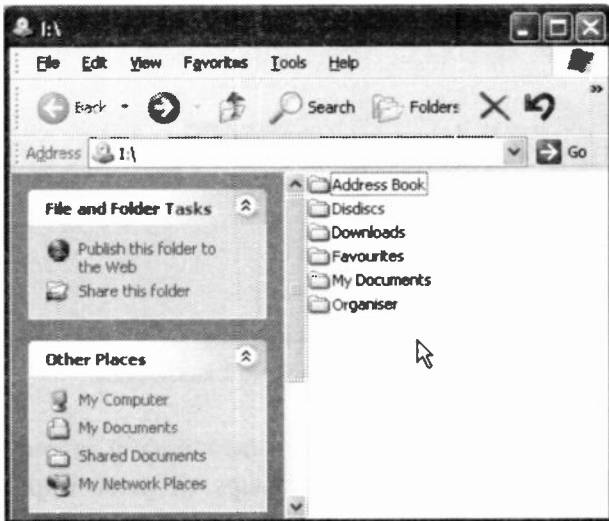 I:\
File Edit View Favorites Tools Help
Back Search Folders »
Address I:\ Go
File and Folder Tasks
Publish this folder to
the Web
Share this folder
Other Places
My Computer
My Documents
Shared Documents
My Network Places
Address Book
Disdiscs
Downloads
Favourites
My Documents
Organiser